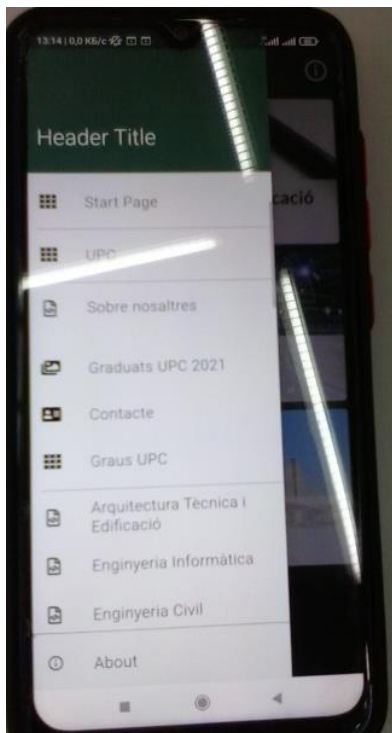 13:14 | 0,0 КБ/с
Header Title
Start Page
cació
UPC
Sobre nosaltres
Graduats UPC 2021
Contacte
Graus UPC
Arquitectura Tècnica i
Edificació
Enginyeria Informàtica
Enginyeria Civil
About